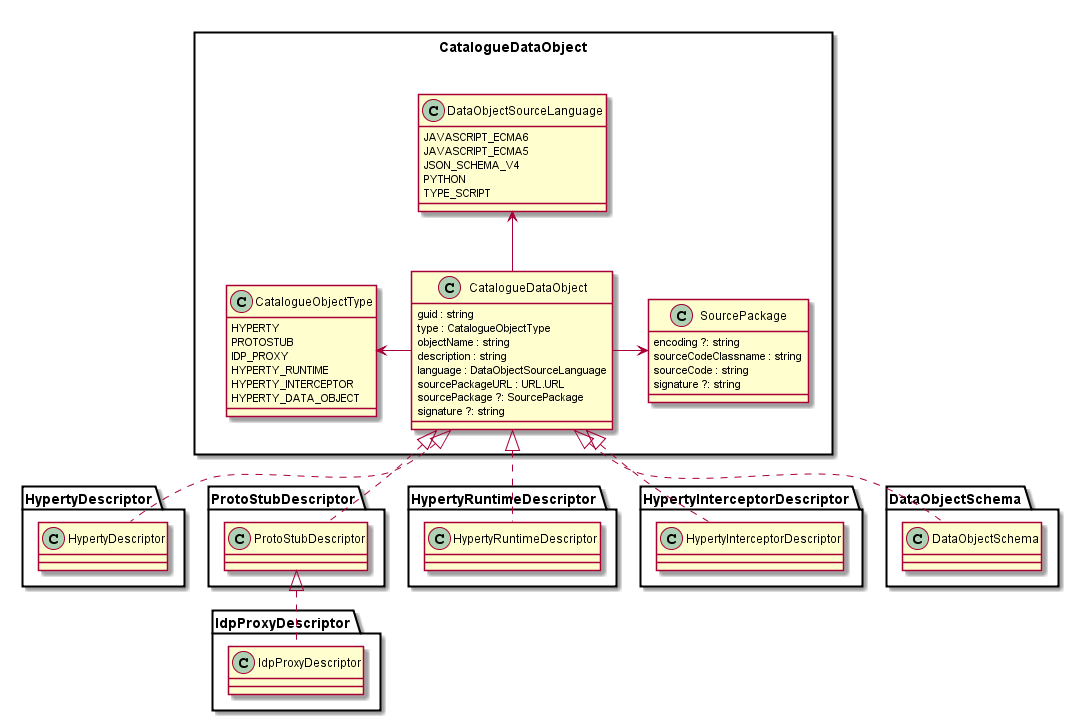 CatalogueDataObject
C DataObjectSourceLanguage
JAVASCRIPT_ECMA6
JAVASCRIPT_ECMA5
JSON_SCHEMA_V4
PYTHON
TYPE_SCRIPT
C CatalogueObjectType
HYPERTY
PROTOSTUB
IDP_PROXY
HYPERTY_RUNTIME
HYPERTY_INTERCEPTOR
HYPERTY_DATA_OBJECT
C CatalogueDataObject
guid : string
type : CatalogueObjectType
objectName : string
description : string
language : DataObjectSourceLanguage
sourcePackageURL : URL.URL
sourcePackage ?: SourcePackage
signature ?: string
C SourcePackage
encoding ?: string
sourceCodeClassname : string
sourceCode : string
signature ?: string
HypertyDescriptor
C HypertyDescriptor
ProtoStubDescriptor
C ProtoStubDescriptor
HypertyRuntimeDescriptor
C HypertyRuntimeDescriptor
HypertyInterceptorDescriptor
C HypertyInterceptorDescriptor
DataObjectSchema
C DataObjectSchema
IdpProxyDescriptor
C IdpProxyDescriptor